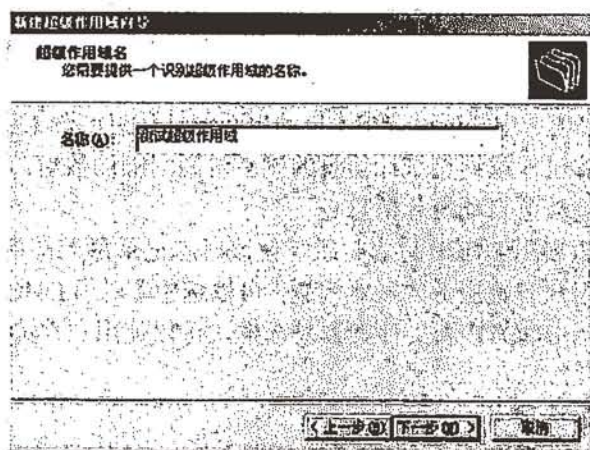 新建超级作用域向导
超级作用域名
您需要提供一个识别超级作用域的名称。
名称(A):
测试超级作用域
< 上一步(B) 下一步(N) > 取消